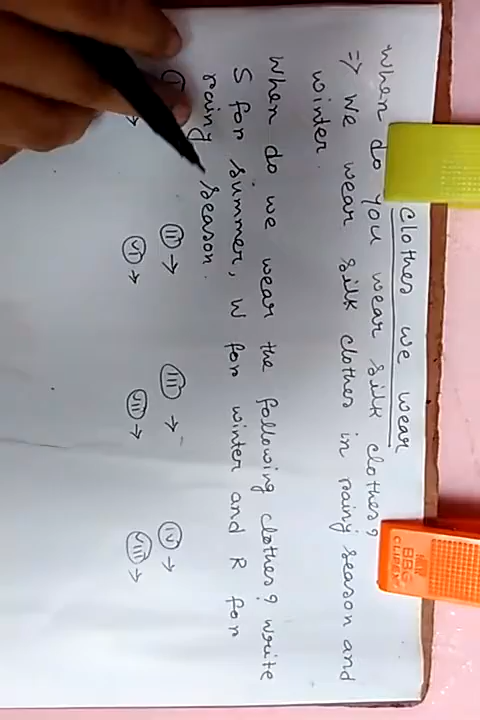 Clothes we wear
When do you wear silk clothes?
⇒ We wear silk clothes in rainy season and
winter.
When do we wear the following clothes? Write
S for summer, W for winter and R for
rainy season.
ii → iii → iv →
vi → vii → viii →
BBG
CLIPPER